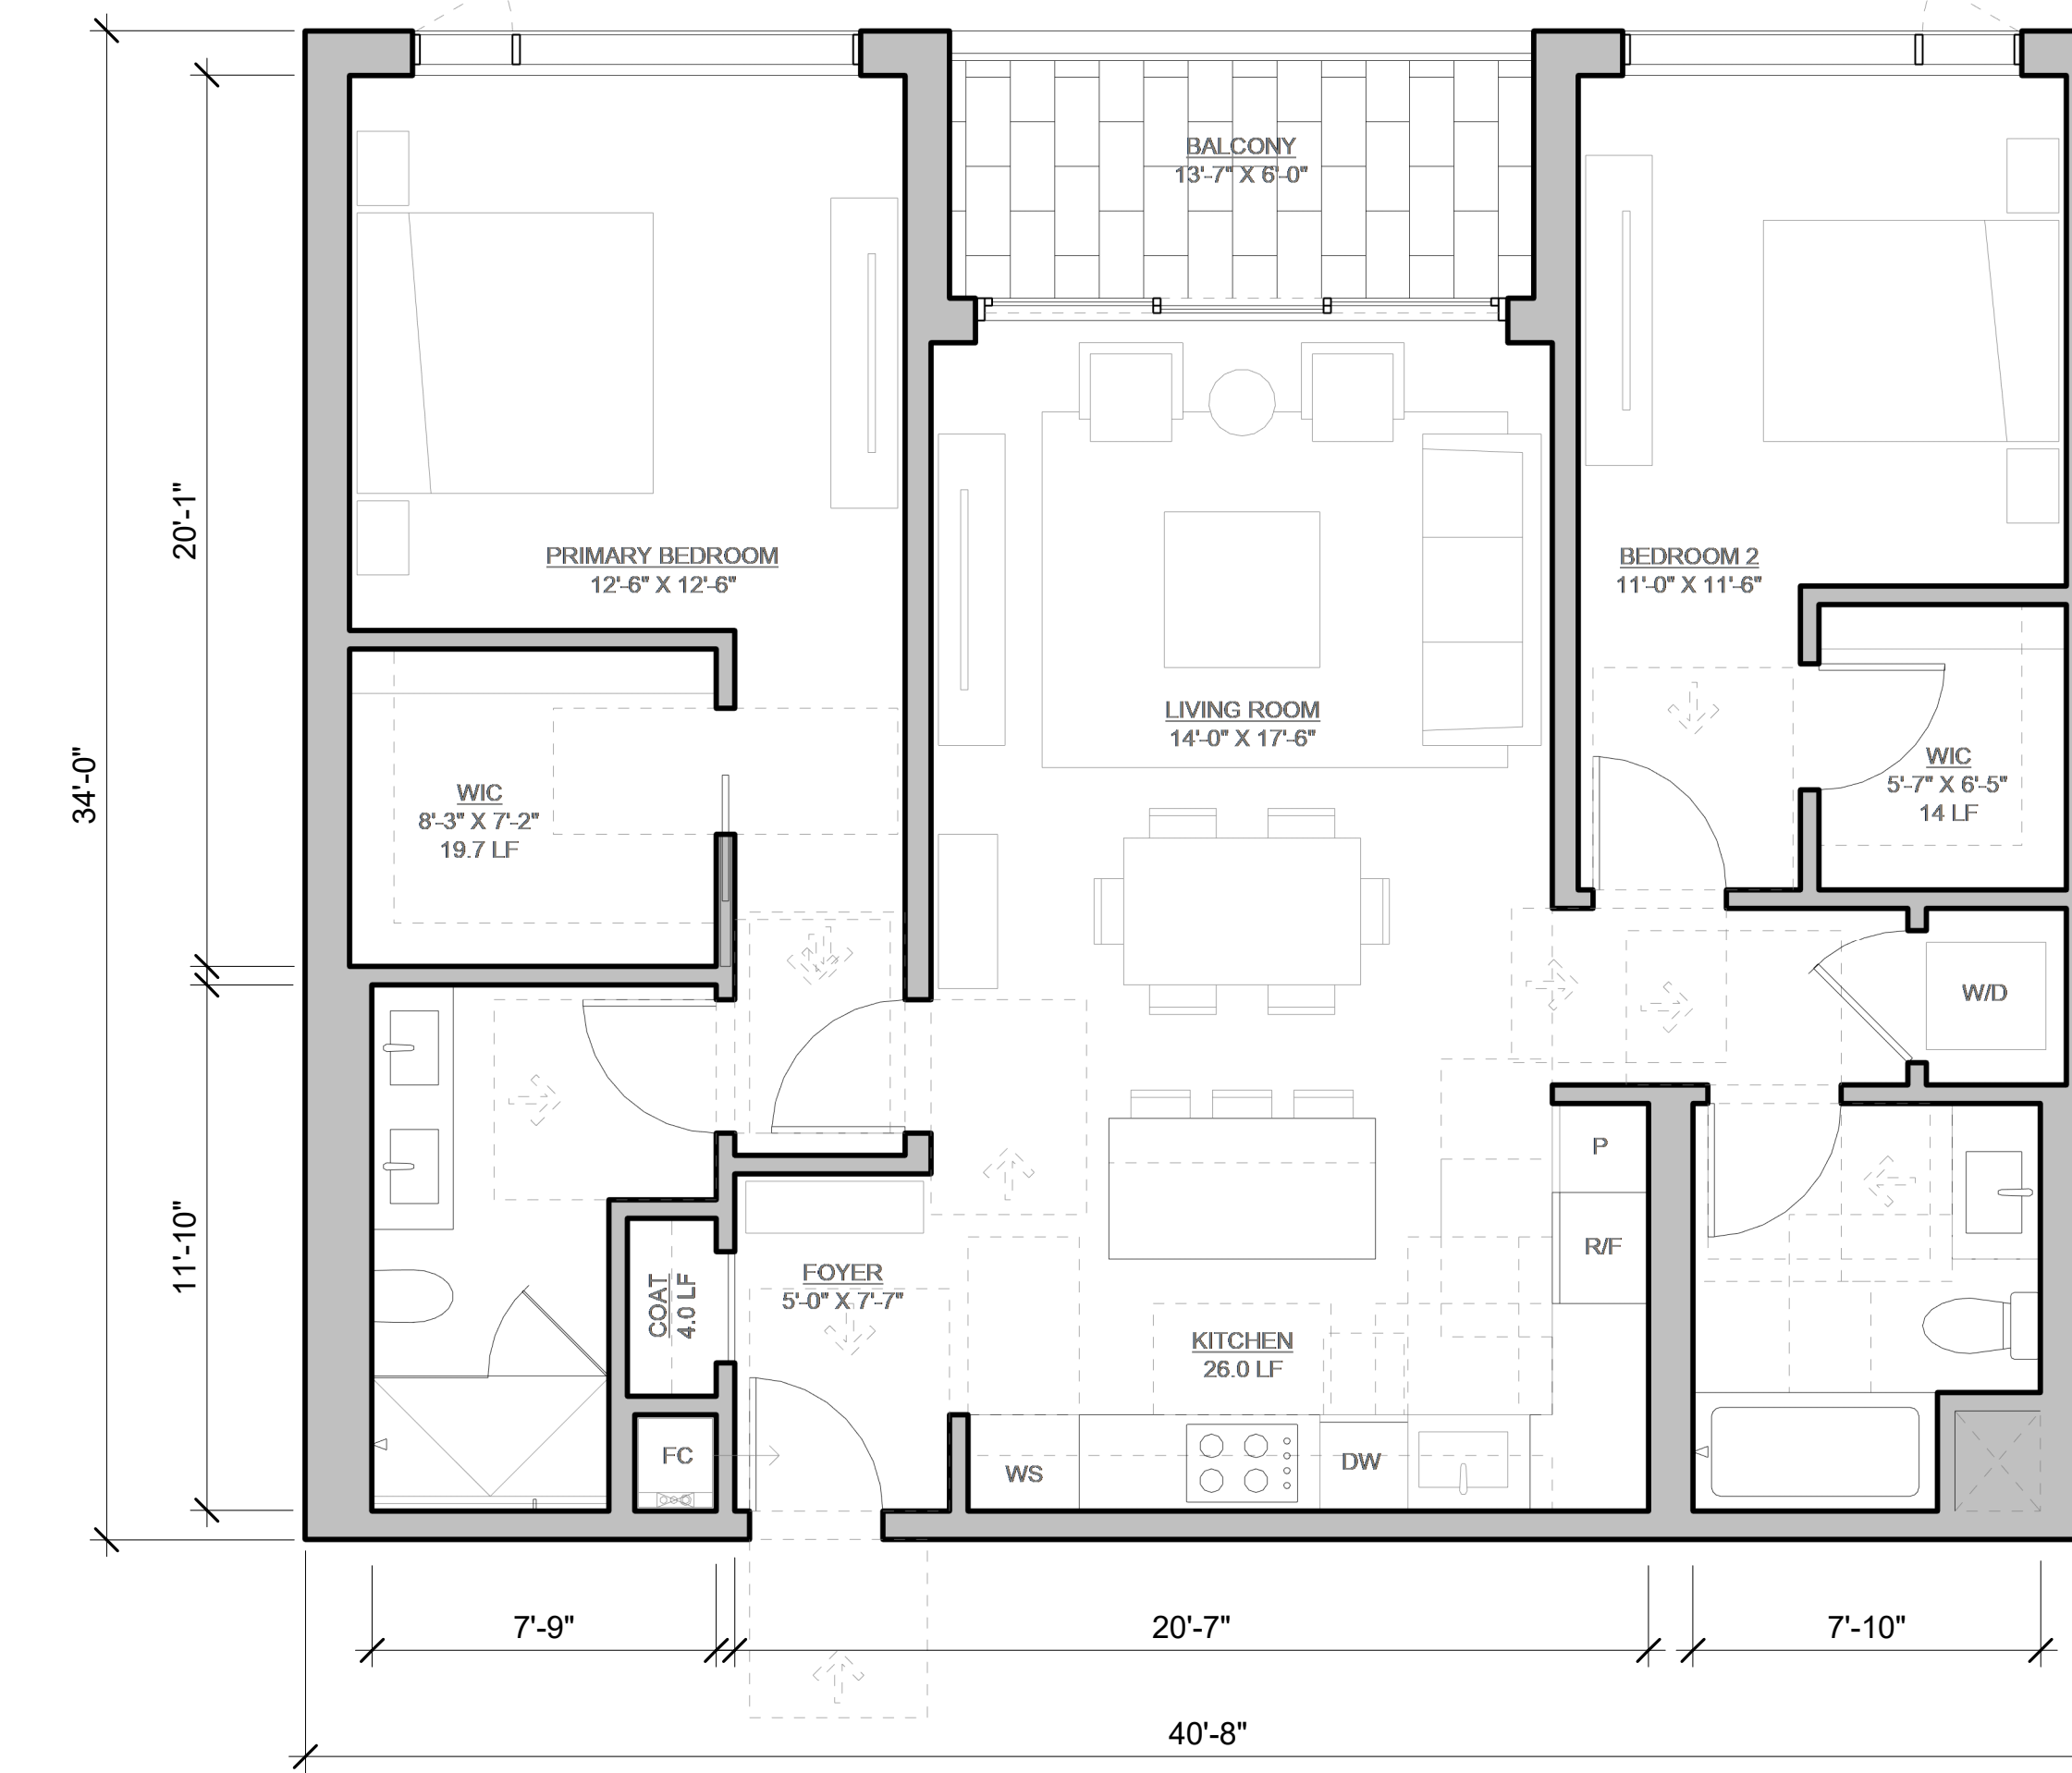 BALCONY
13'-7" X 6'-0"
20'-1"
PRIMARY BEDROOM
12'-6" X 12'-6"
BEDROOM 2
11'-0" X 11'-6"
LIVING ROOM
14'-0" X 17'-6"
34'-0"
WIC
8'-3" X 7'-2"
19.7 LF
WIC
5'-7" X 6'-5"
14 LF
W/D
P
R/F
11'-10"
COAT
4.0 LF
FOYER
5'-0" X 7'-7"
KITCHEN
26.0 LF
FC
WS
DW
7'-9"
20'-7"
7'-10"
40'-8"